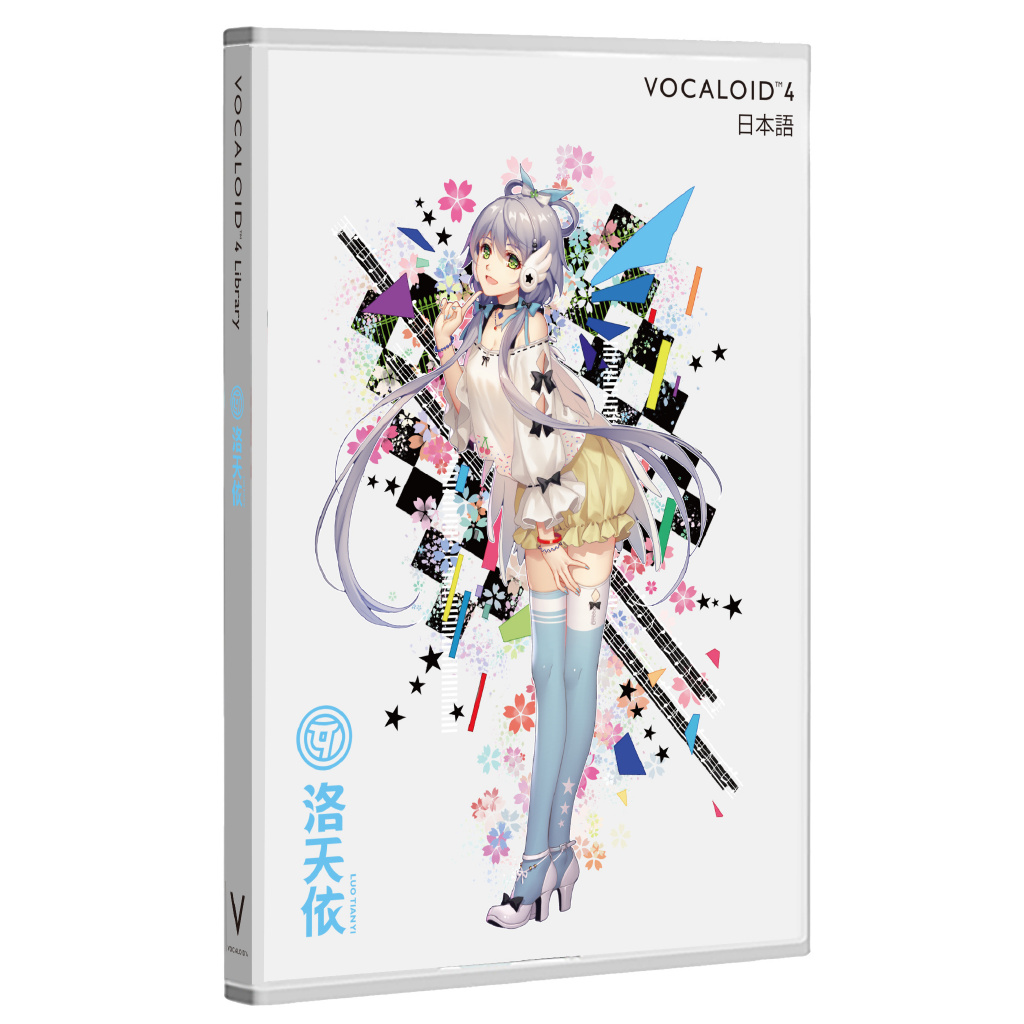 VOCALOID™4
日本語
洛天依
LUO TIANYI
VOCALOID™4 Library
洛天依
V
VOCALOID4